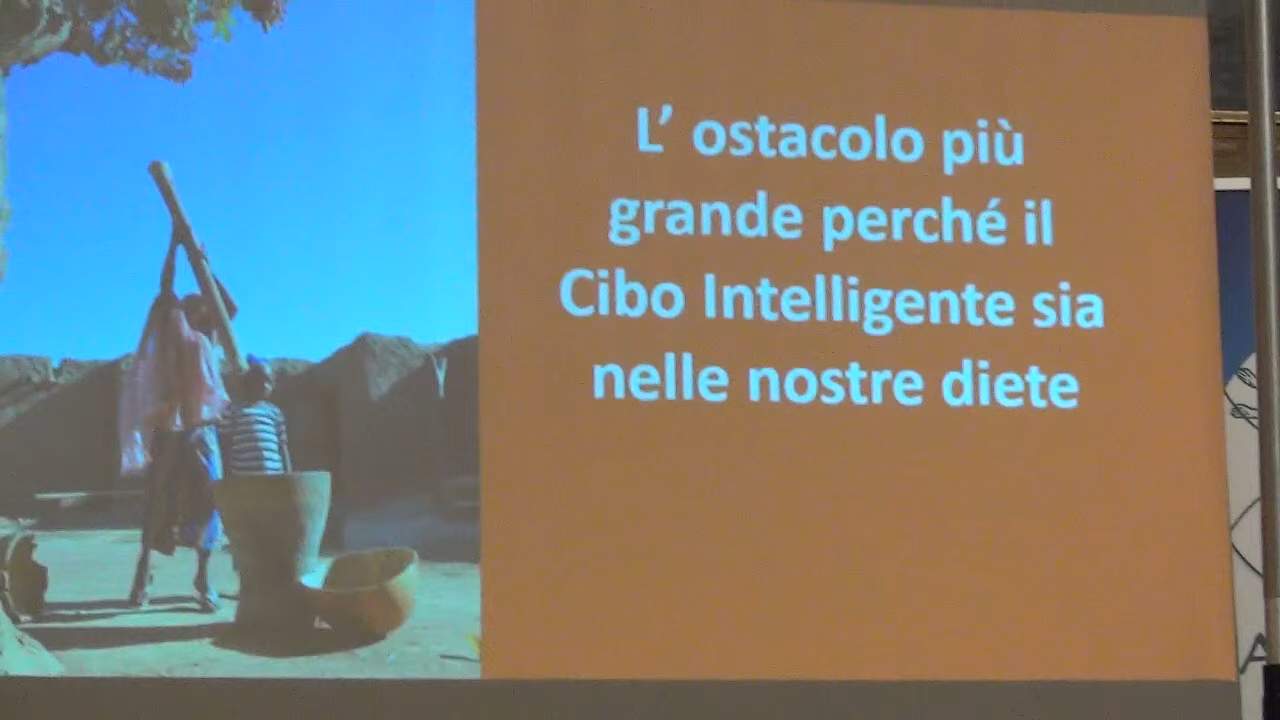 L’ ostacolo più
grande perché il
Cibo Intelligente sia
nelle nostre diete
A